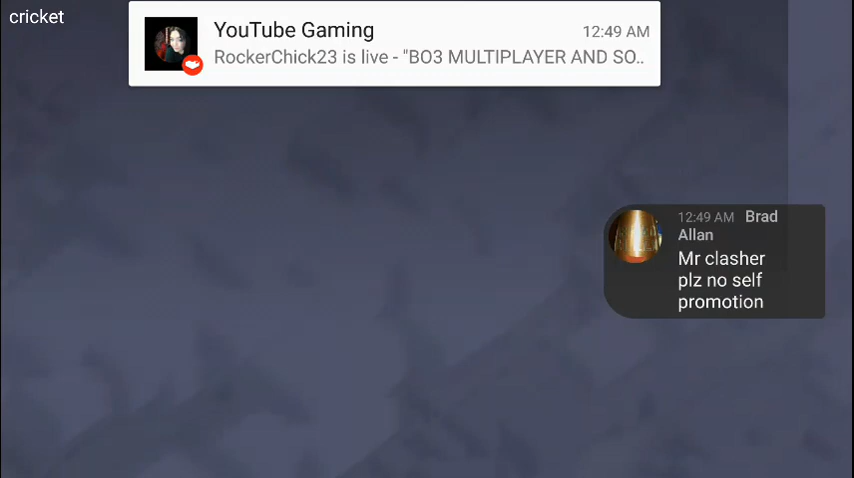 cricket
YouTube Gaming
12:49 AM
RockerChick23 is live - "BO3 MULTIPLAYER AND SO..
12:49 AM Brad
Allan
Mr clasher
plz no self
promotion